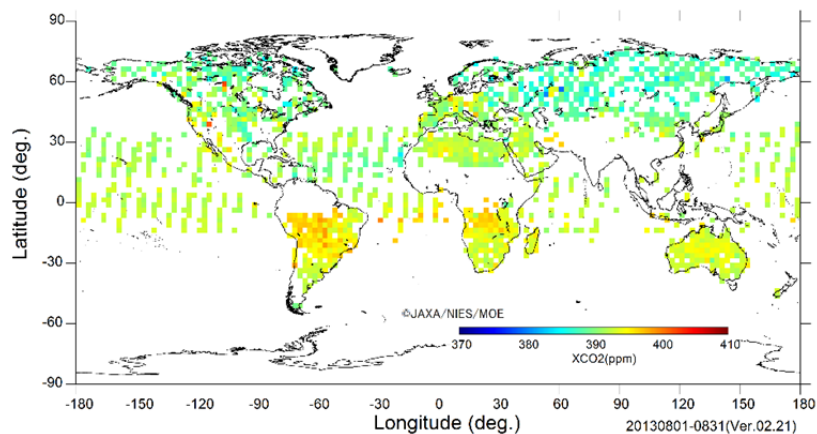 90
60
30
0
-30
-60
-90
Latitude (deg.)
©JAXA/NIES/MOE
370 380 390 400 410
XCO2(ppm)
-180 -150 -120 -90 -60 -30 0 30 60 90 120 150 180
Longitude (deg.)
20130801-0831(Ver.02.21)